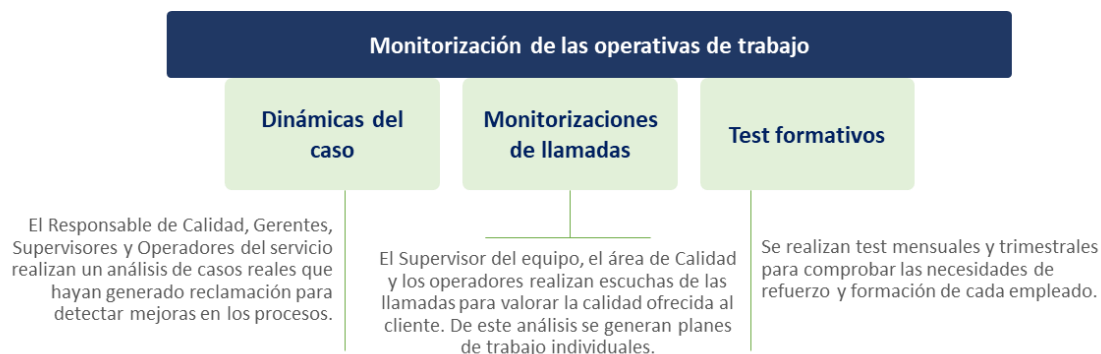 Monitorización de las operativas de trabajo
Dinámicas del
caso
El Responsable de Calidad, Gerentes,
Supervisores y Operadores del servicio
realizan un análisis de casos reales que
hayan generado reclamación para
detectar mejoras en los procesos.
Monitorizaciones
de llamadas
El Supervisor del equipo, el área de Calidad
y los operadores realizan escuchas de las
llamadas para valorar la calidad ofrecida al
cliente. De este análisis se generan planes
de trabajo individuales.
Test formativos
Se realizan test mensuales y trimestrales
para comprobar las necesidades de
refuerzo y formación de cada empleado.